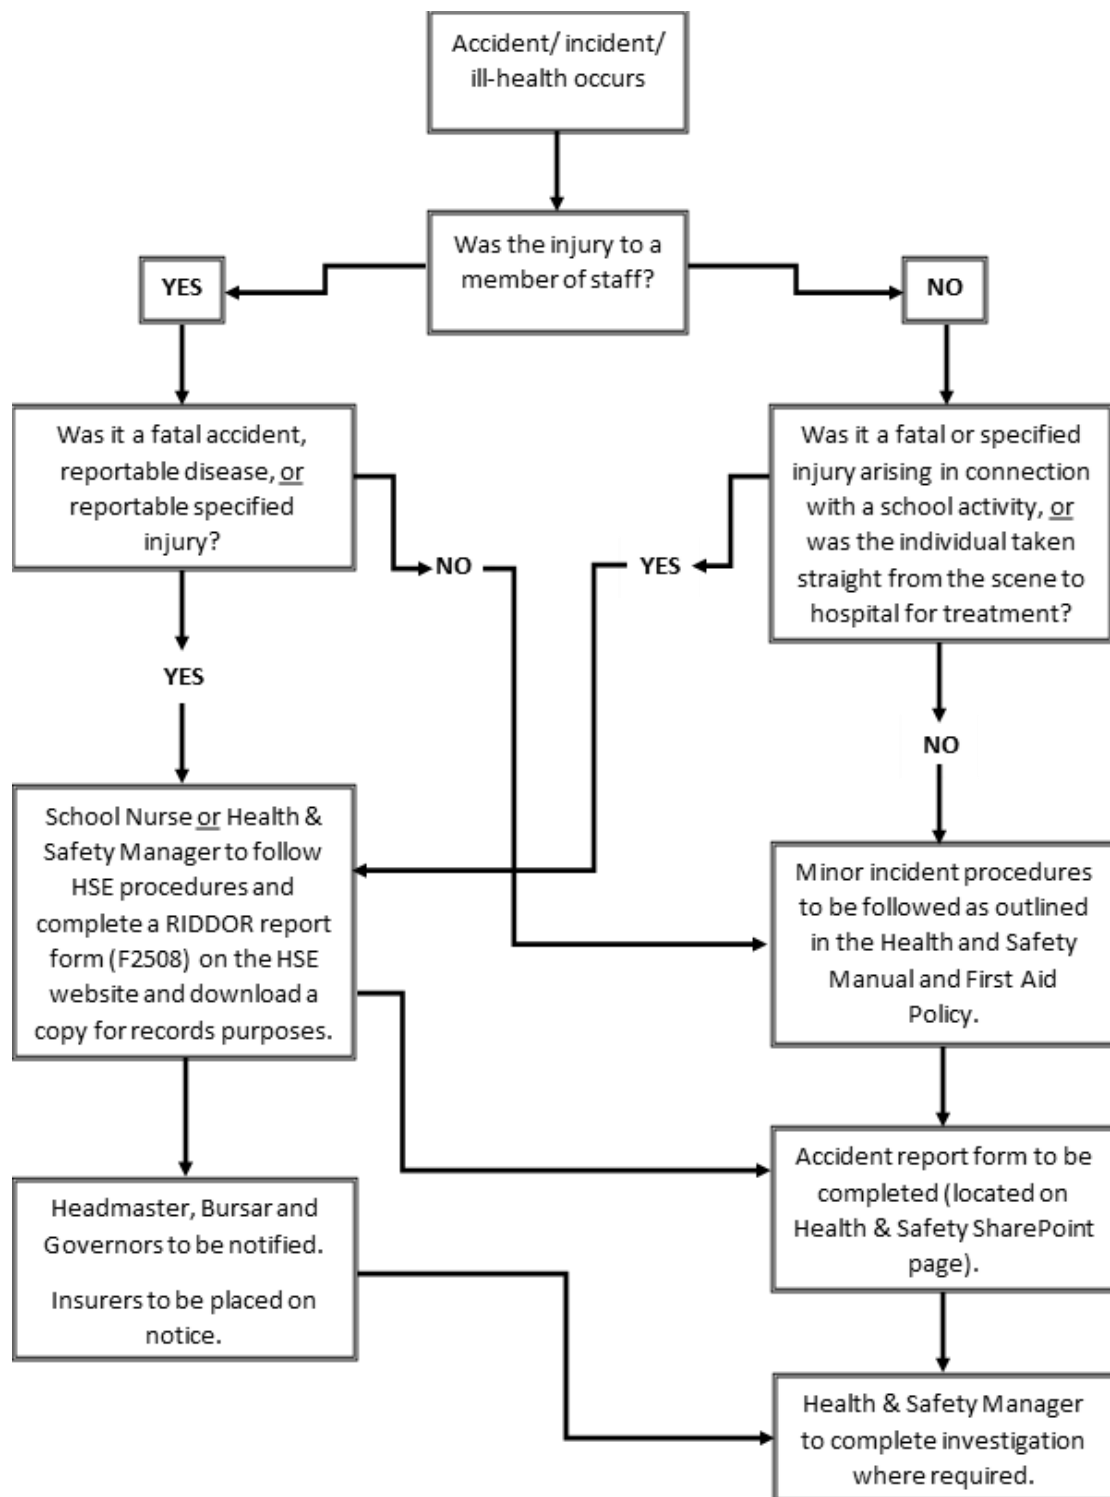 Accident/ incident/
ill-health occurs
Was the injury to a
member of staff?
YES
NO
Was it a fatal accident,
reportable disease, or
reportable specified
injury?
Was it a fatal or specified
injury arising in connection
with a school activity, or
was the individual taken
straight from the scene to
hospital for treatment?
NO
YES
YES
NO
School Nurse or Health &
Safety Manager to follow
HSE procedures and
complete a RIDDOR report
form (F2508) on the HSE
website and download a
copy for records purposes.
Minor incident procedures
to be followed as outlined
in the Health and Safety
Manual and First Aid
Policy.
Headmaster, Bursar and
Governors to be notified.
Insurers to be placed on
notice.
Accident report form to be
completed (located on
Health & Safety SharePoint
page).
Health & Safety Manager
to complete investigation
where required.